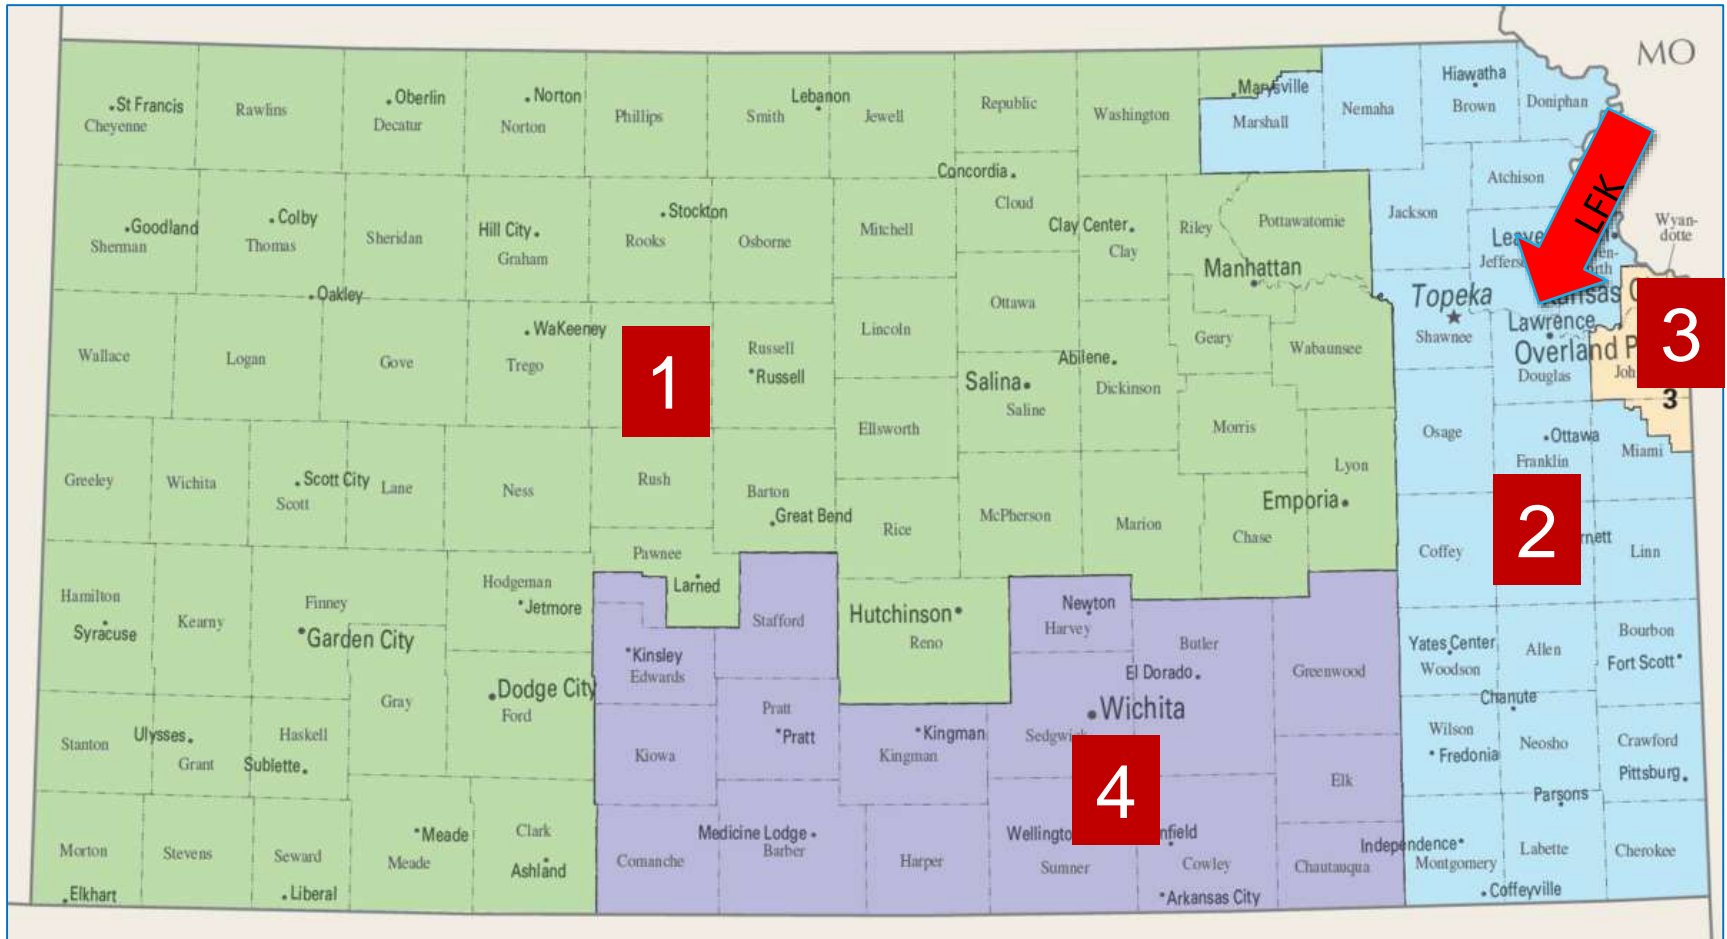 MO
St Francis
Cheyenne
Rawlins
Oberlin
Decatur
Norton
Norton
Phillips
Lebanon
Smith
Jewell
Republic
Washington
Marysville
Marshall
Nemaha
Hiawatha
Brown
Doniphan
Concordia
Cloud
Atchison
LFK
Goodland
Sherman
Colby
Thomas
Sheridan
Hill City
Graham
Stockton
Rooks
Osborne
Mitchell
Clay Center
Clay
Riley
Pottawatomie
Jackson
Wyan-
dotte
Manhattan
Oakley
Ottawa
Topeka
Shawnee
Lawrence
Overland P
Douglas
3
3
Wallace
Logan
Gove
WaKeeney
Trego
1
Russell
Russell
Lincoln
Abilene
Dickinson
Geary
Wabaunsee
Salina
Saline
Ellsworth
Morris
Osage
Ottawa
Franklin
Miami
Greeley
Wichita
Scott City
Scott
Lane
Ness
Rush
Barton
Great Bend
Rice
McPherson
Marion
Chase
Lyon
Emporia
Coffey
2
rnett
Linn
Pawnee
Larned
Hamilton
Syracuse
Kearny
Finney
Garden City
Hodgeman
Jetmore
Stafford
Hutchinson
Reno
Newton
Harvey
Butler
El Dorado
Greenwood
Yates Center
Woodson
Allen
Bourbon
Fort Scott
Kinsley
Edwards
Dodge City
Ford
Gray
Pratt
Pratt
Wichita
Sedgwick
Chanute
Stanton
Ulysses
Grant
Haskell
Sublette
Kiowa
Kingman
Kingman
4
Elk
Wilson
Fredonia
Neosho
Crawford
Pittsburg
Parsons
Morton
Elkhart
Stevens
Seward
Liberal
Meade
Meade
Clark
Ashland
Comanche
Medicine Lodge
Barber
Harper
Wellingto
nfield
Sumner
Cowley
Arkansas City
Chautauqua
Independence
Montgomery
Coffeyville
Labette
Cherokee